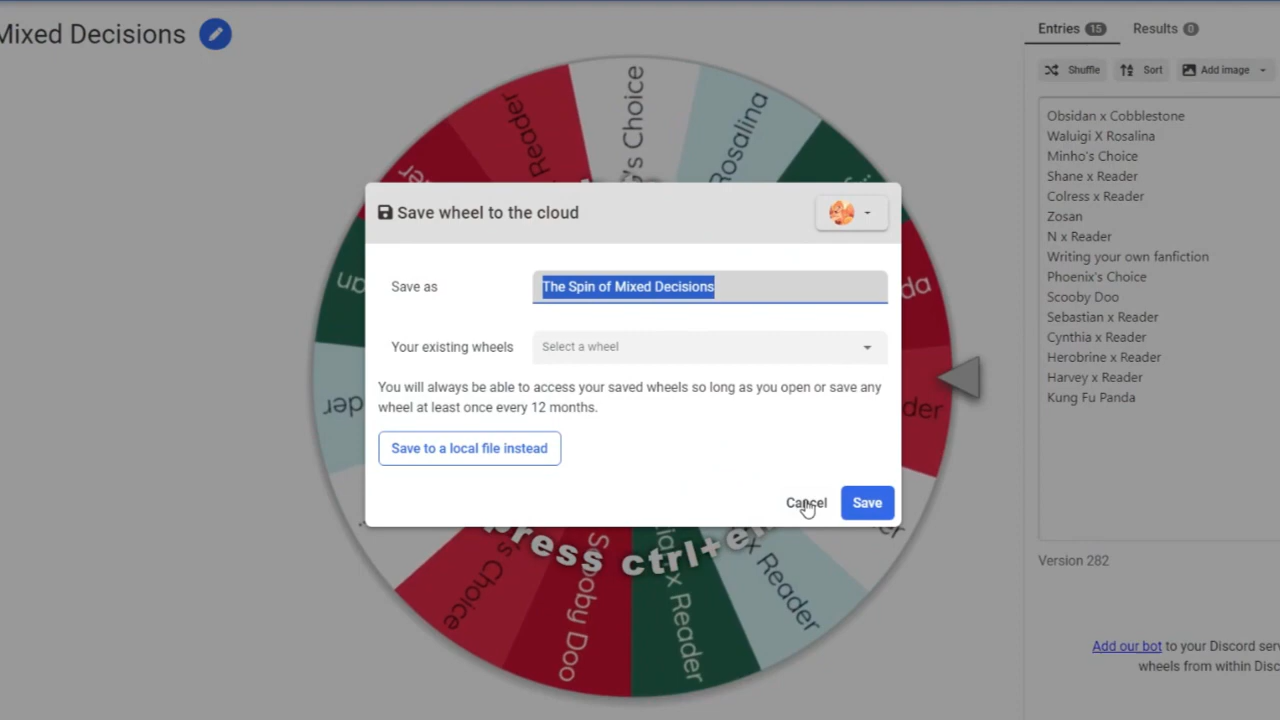 Mixed Decisions
Entries 15 Results 0
Shuffle Sort Add image
Obsidan x Cobblestone
Waluigi X Rosalina
Minho's Choice
Shane x Reader
Colress x Reader
Zosan
N x Reader
Writing your own fanfiction
Phoenix's Choice
Scooby Doo
Sebastian x Reader
Cynthia x Reader
Herobrine x Reader
Harvey x Reader
Kung Fu Panda
Version 282
Add our bot to your Discord
wheels from within
Save wheel to the cloud
Save as The Spin of Mixed Decisions
Your existing wheels Select a wheel
You will always be able to access your saved wheels so long as you open or save any
wheel at least once every 12 months.
Save to a local file instead
Cancel Save
Reader
's Choice
Rosalina
x Reader
x Reader
Scooby Doo
's Choice
press ctrl+